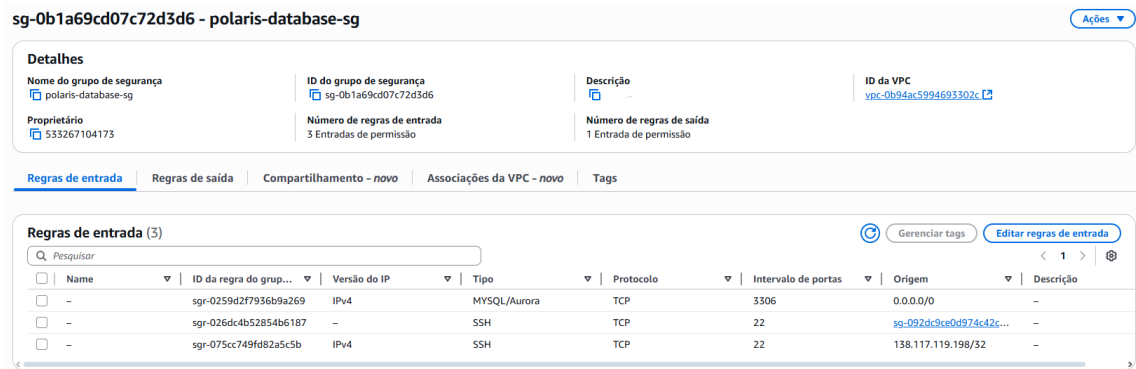 sg-0b1a69cd07c72d3d6 - polaris-database-sg
Ações
Detalhes
Nome do grupo de segurança
polaris-database-sg
ID do grupo de segurança
sg-0b1a69cd07c72d3d6
Descrição
ID da VPC
vpc-0b94ac5994693302c
Proprietário
533267104173
Número de regras de entrada
3 Entradas de permissão
Número de regras de saída
1 Entrada de permissão
Regras de entrada Regras de saída Compartilhamento - novo Associações da VPC - novo Tags
Regras de entrada (3)
Gerenciar tags Editar regras de entrada
Pesquisar
1
Name ID da regra do grup... Versão do IP Tipo Protocolo Intervalo de portas Origem Descrição
– sgr-0259d2f7936b9a269 IPv4 MYSQL/Aurora TCP 3306 0.0.0.0/0 –
– sgr-026dc4b52854b6187 – SSH TCP 22 sg-092dc9ce0d974c42c... –
– sgr-075cc749fd82a5c5b IPv4 SSH TCP 22 138.117.119.198/32 –